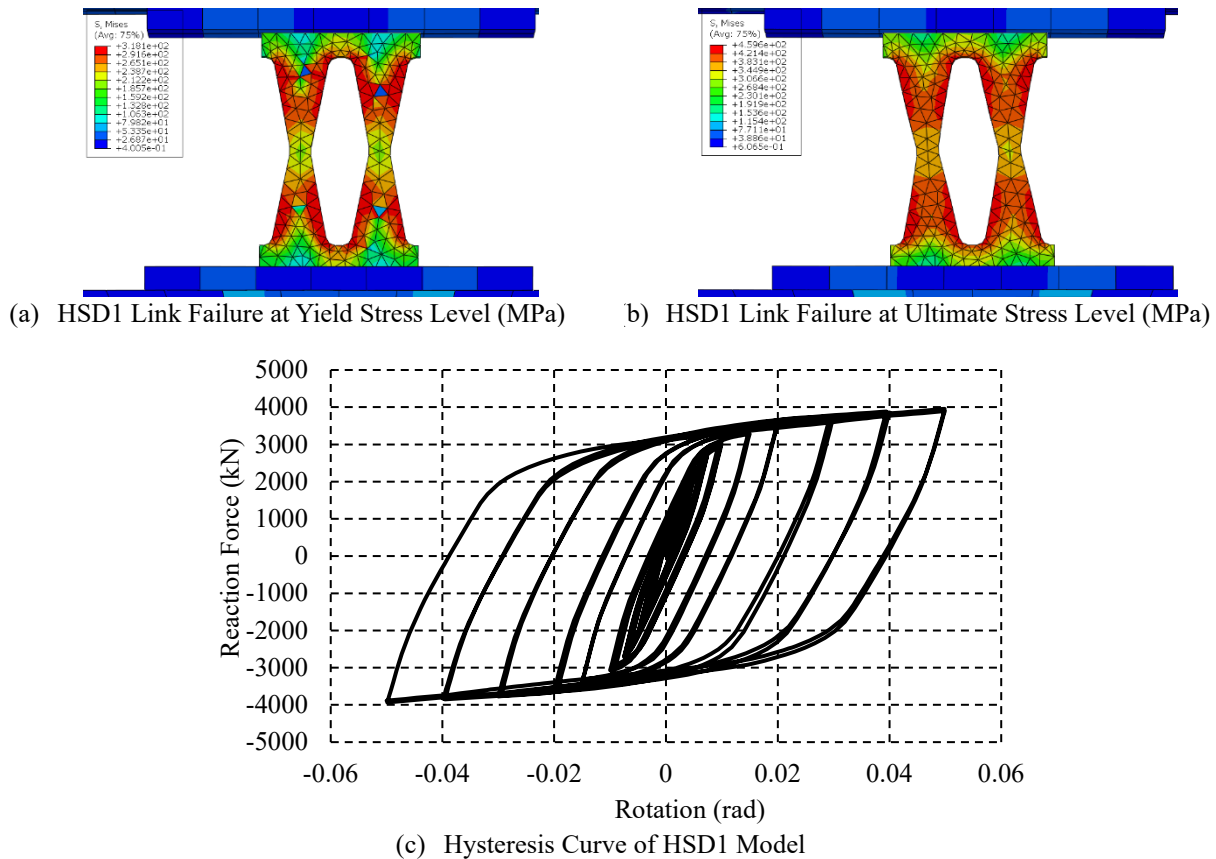 S, Mises
(Avg: 75%)
+3.181e+02
+2.916e+02
+2.651e+02
+2.387e+02
+2.122e+02
+1.857e+02
+1.592e+02
+1.328e+02
+1.063e+02
+7.982e+01
+5.335e+01
+2.687e+01
+4.005e-01
S, Mises
(Avg: 75%)
+4.596e+02
+4.214e+02
+3.831e+02
+3.449e+02
+3.066e+02
+2.684e+02
+2.301e+02
+1.919e+02
+1.536e+02
+1.154e+02
+7.711e+01
+3.886e+01
+6.065e-01
(a) HSD1 Link Failure at Yield Stress Level (MPa)
b) HSD1 Link Failure at Ultimate Stress Level (MPa)
Reaction Force (kN)
5000
4000
3000
2000
1000
0
-1000
-2000
-3000
-4000
-5000
-0.06 -0.04 -0.02 0 0.02 0.04 0.06
Rotation (rad)
(c) Hysteresis Curve of HSD1 Model